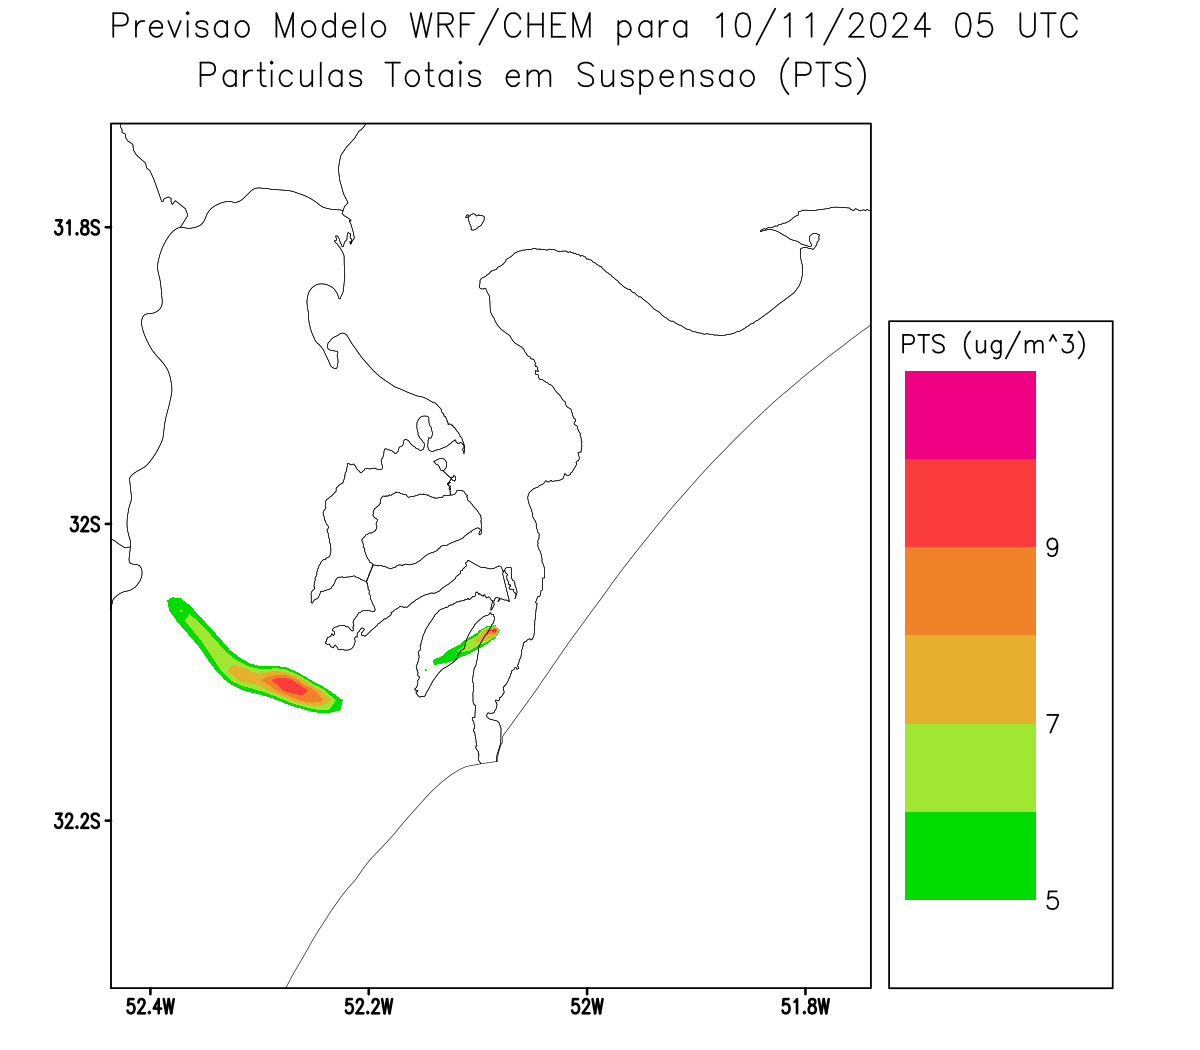 Previsao Modelo WRF/CHEM para 10/11/2024 05 UTC
Particulas Totais em Suspensao (PTS)
31.8S
32S
32.2S
52.4W
52.2W
52W
51.8W
PTS (ug/m^3)
9
7
5